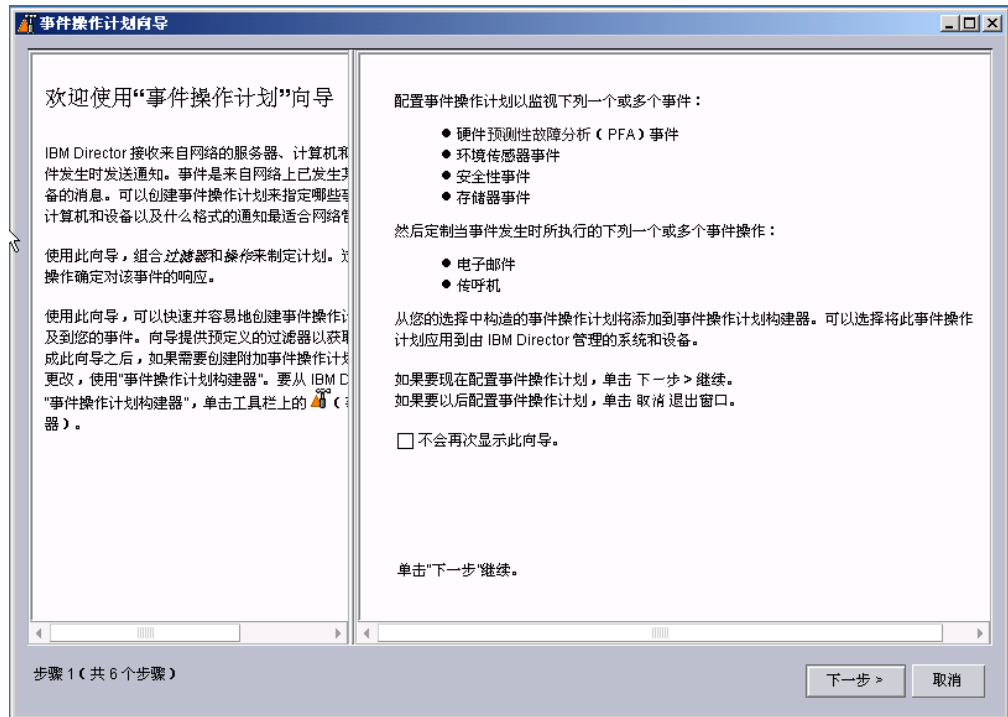 事件操作计划向导
欢迎使用“事件操作计划”向导
IBM Director 接收来自网络的服务器、计算机和
件发生时发送通知。事件是来自网络上已发生其
备的消息。可以创建事件操作计划来指定哪些事
计算机和设备以及什么格式的通知最适合网络管
使用此向导，组合过滤器和操作来制定计划。过
操作确定对该事件的响应。
使用此向导，可以快速并容易地创建事件操作计
及到您的事件。向导提供预定义的过滤器以获取
成此向导之后，如果需要创建附加事件操作计划
更改，使用"事件操作计划构建器"。要从 IBM D
"事件操作计划构建器"，单击工具栏上的 （事
器）。
配置事件操作计划以监视下列一个或多个事件：
● 硬件预测性故障分析（PFA）事件
● 环境传感器事件
● 安全性事件
● 存储器事件
然后定制当事件发生时所执行的下列一个或多个事件操作：
● 电子邮件
● 传呼机
从您的选择中构造的事件操作计划将添加到事件操作计划构建器。可以选择将此事件操作
计划应用到由 IBM Director 管理的系统和设备。
如果要现在配置事件操作计划，单击 下一步 > 继续。
如果要以后配置事件操作计划，单击 取消 退出窗口。
不会再次显示此向导。
单击"下一步"继续。
步骤 1（共 6 个步骤）
下一步 >
取消